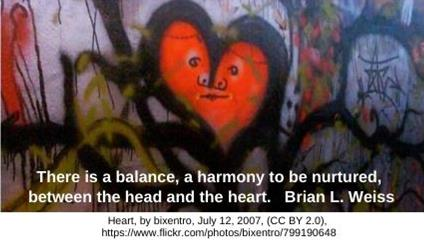 There is a balance, a harmony to be nurtured,
between the head and the heart. Brian L. Weiss
Heart, by bixentro, July 12, 2007, (CC BY 2.0),
https://www.flickr.com/photos/bixentro/799190648